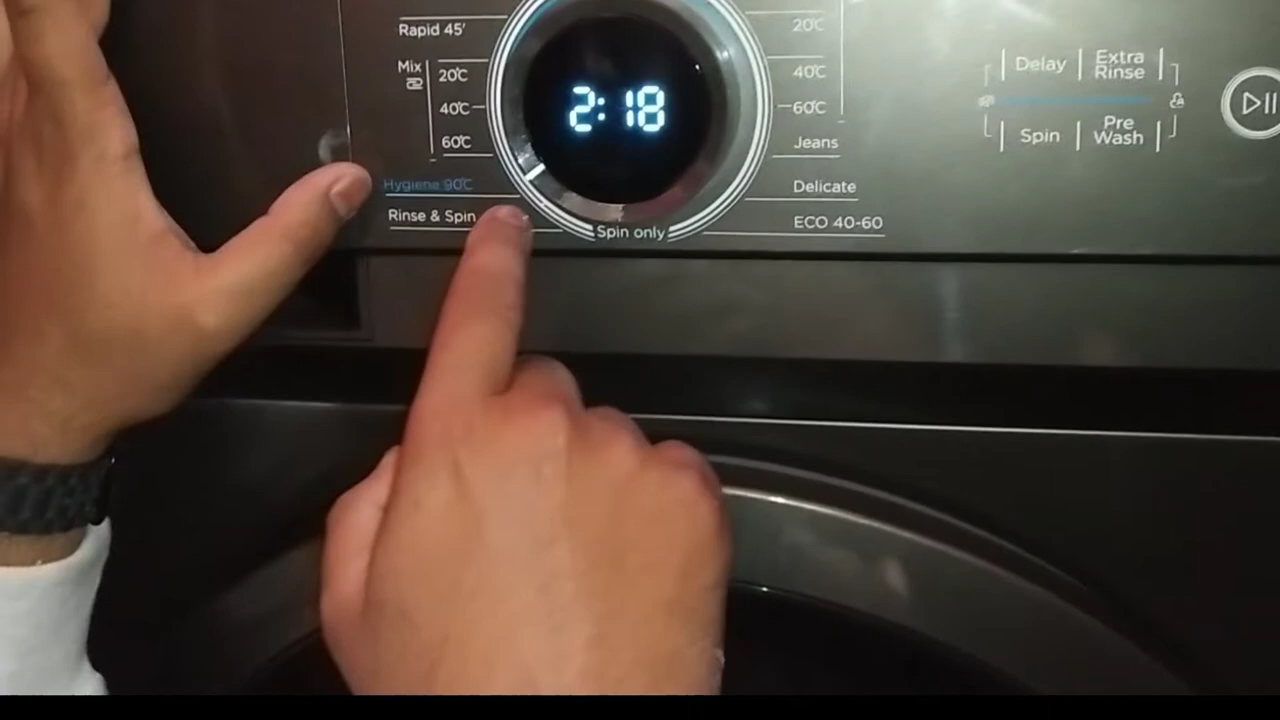 Rapid 45'
Mix
20°C
40°C
60°C
Hygiene 90°C
Rinse & Spin
2:18
Spin only
20°C
40°C
60°C
Jeans
Delicate
ECO 40-60
Delay
Extra
Rinse
Spin
Pre
Wash